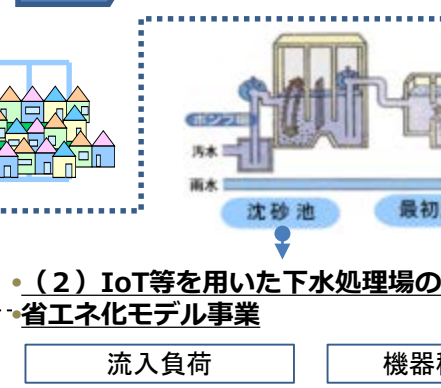 ポンプ
汚水
雨水
沈砂池
最初
・（２）IoT等を用いた下水処理場の
・省エネ化モデル事業
流入負荷
機器